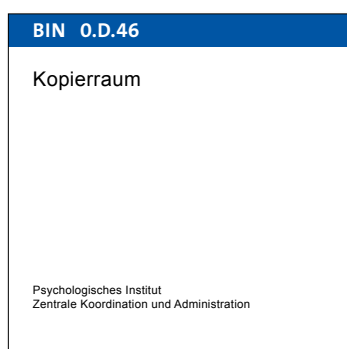 BIN 0.D.46
Kopierraum
Psychologisches Institut
Zentrale Koordination und Administration